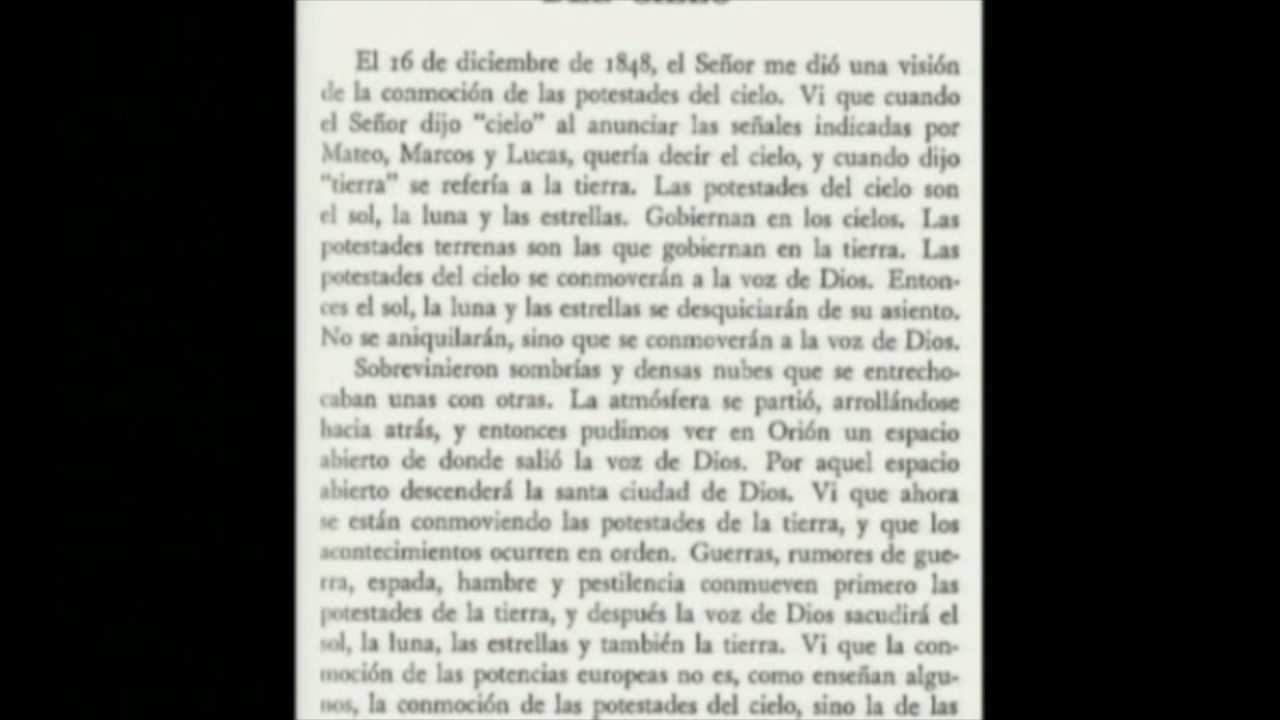 El 16 de diciembre de 1848, el Señor me dió una visión
de la conmoción de las potestades del cielo. Vi que cuando
el Señor dijo "cielo" al anunciar las señales indicadas por
Mateo, Marcos y Lucas, quería decir el cielo, y cuando dijo
"tierra" se refería a la tierra. Las potestades del cielo son
el sol, la luna y las estrellas. Gobiernan en los cielos. Las
potestades terrenas son las que gobiernan en la tierra. Las
potestades del cielo se conmoverán a la voz de Dios. Enton-
ces el sol, la luna y las estrellas se desquiciarán de su asiento.
No se aniquilarán, sino que se conmoverán a la voz de Dios.
Sobrevinieron sombrías y densas nubes que se entrecho-
caban unas con otras. La atmósfera se partió, arrollándose
hacia atrás, y entonces pudimos ver en Orión un espacio
abierto de donde salió la voz de Dios. Por aquel espacio
abierto descenderá la santa ciudad de Dios. Vi que ahora
se están conmoviendo las potestades de la tierra, y que los
acontecimientos ocurren en orden. Guerras, rumores de gue-
rra, espada, hambre y pestilencia conmueven primero las
potestades de la tierra, y después la voz de Dios sacudirá el
sol, la luna, las estrellas y también la tierra. Vi que la con-
moción de las potencias europeas no es, como enseñan algu-
nos, la conmoción de las potestades del cielo, sino la de las